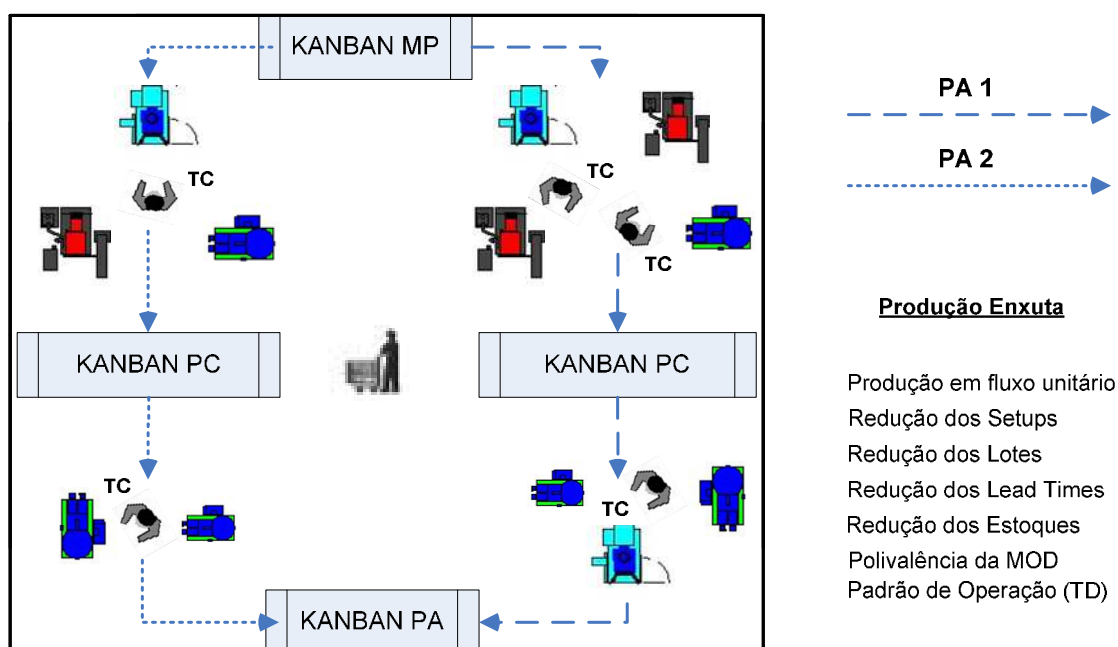 KANBAN MP
PA 1
PA 2
TC
TC
TC
Produção Enxuta
KANBAN PC
KANBAN PC
Produção em fluxo unitário
Redução dos Setups
Redução dos Lotes
Redução dos Lead Times
Redução dos Estoques
Polivalência da MOD
Padrão de Operação (TD)
TC
TC
KANBAN PA